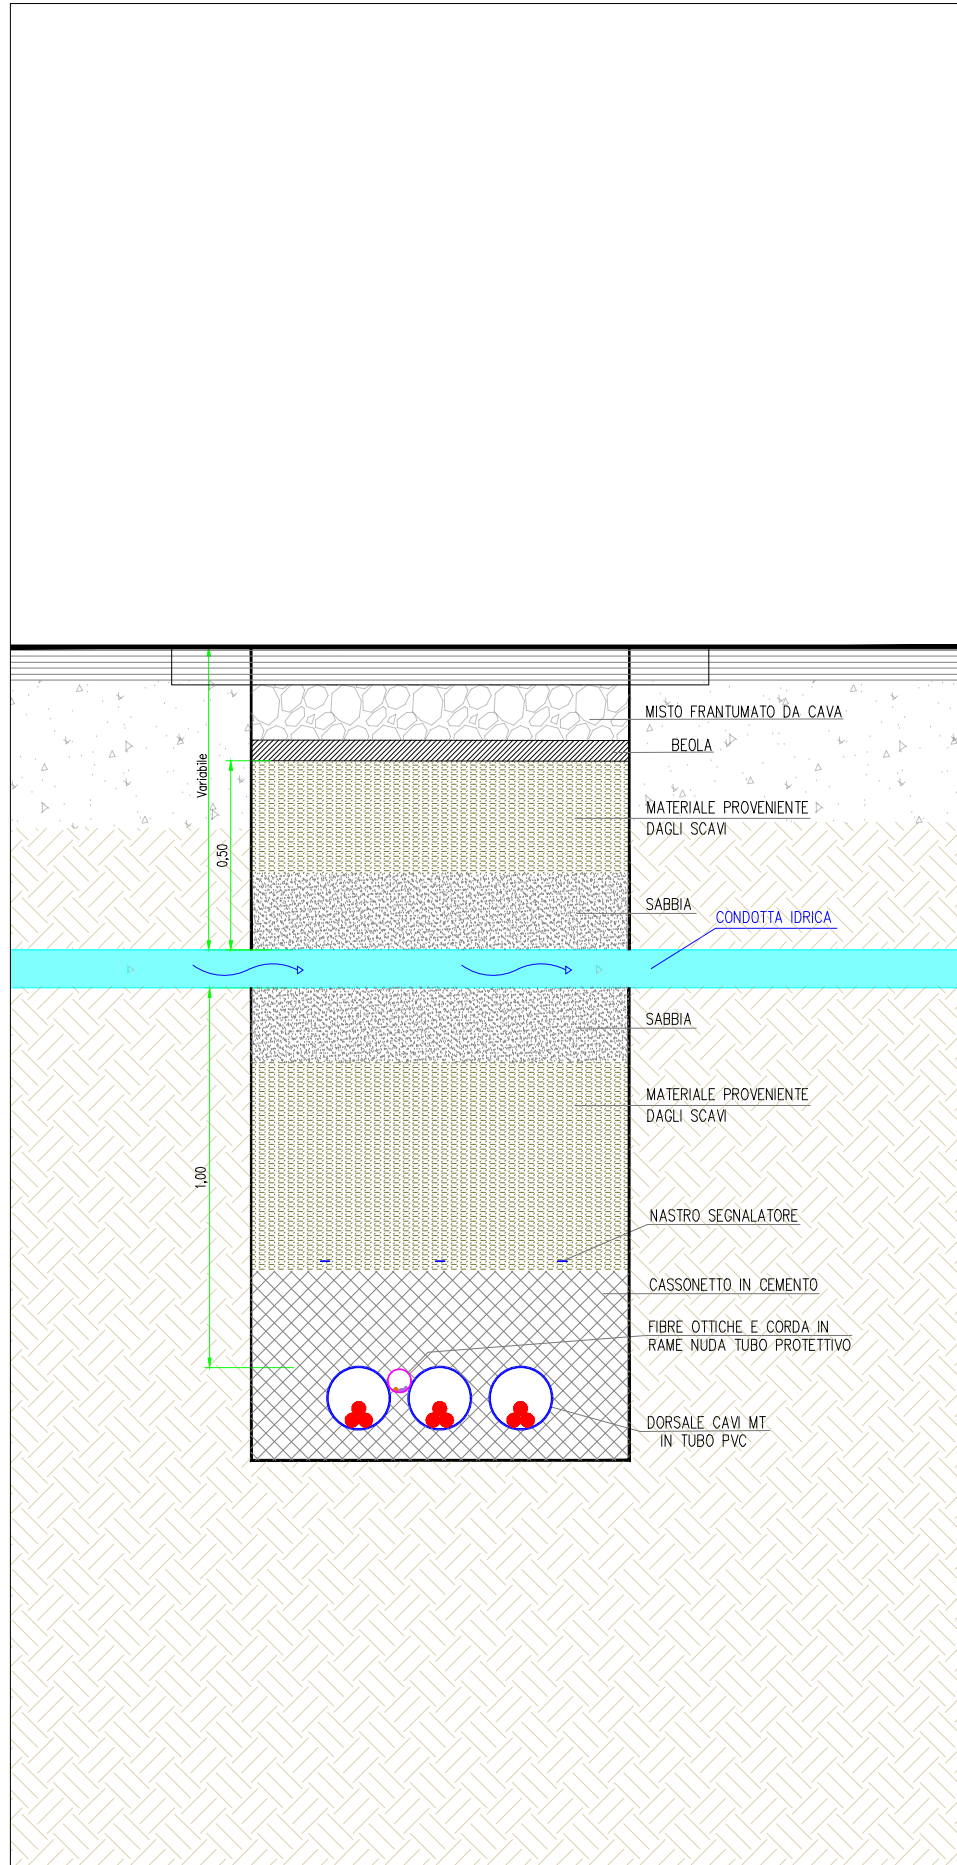 MISTO FRANTUMATO DA CAVA
BEOLA
Variabile
MATERIALE PROVENIENTE
DAGLI SCAVI
0,50
SABBIA
CONDOTTA IDRICA
SABBIA
MATERIALE PROVENIENTE
DAGLI SCAVI
1,00
NASTRO SEGNALATORE
CASSONETTO IN CEMENTO
FIBRE OTTICHE E CORDA IN
RAME NUDA TUBO PROTETTIVO
DORSALE CAVI MT
IN TUBO PVC